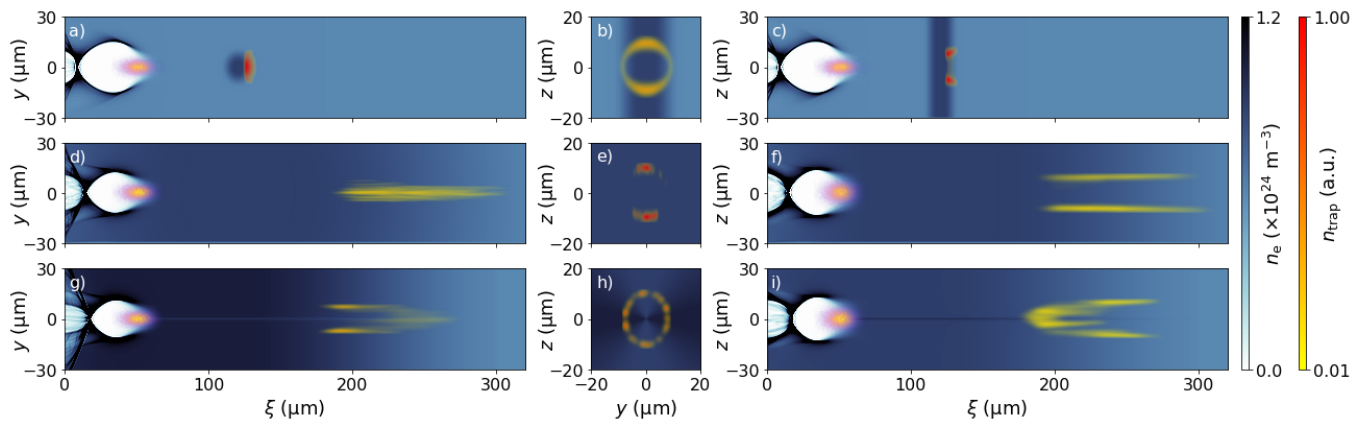 30 a) 20 b) 30 c) 1.2 1.00
y (μm) 0 z (μm) 0 z (μm) 0
−30 −20 −30
30 d) 20 e) 30 f)
y (μm) 0 z (μm) 0 z (μm) 0
−30 −20 −30
30 g) 20 h) 30 i)
y (μm) 0 z (μm) 0 z (μm) 0
−30 −20 −30 0.0 0.01
0 100 200 300 −20 0 20 0 100 200 300
ξ (μm) y (μm) ξ (μm)
n_e (×10^24 m^−3)
n_trap (a.u.)